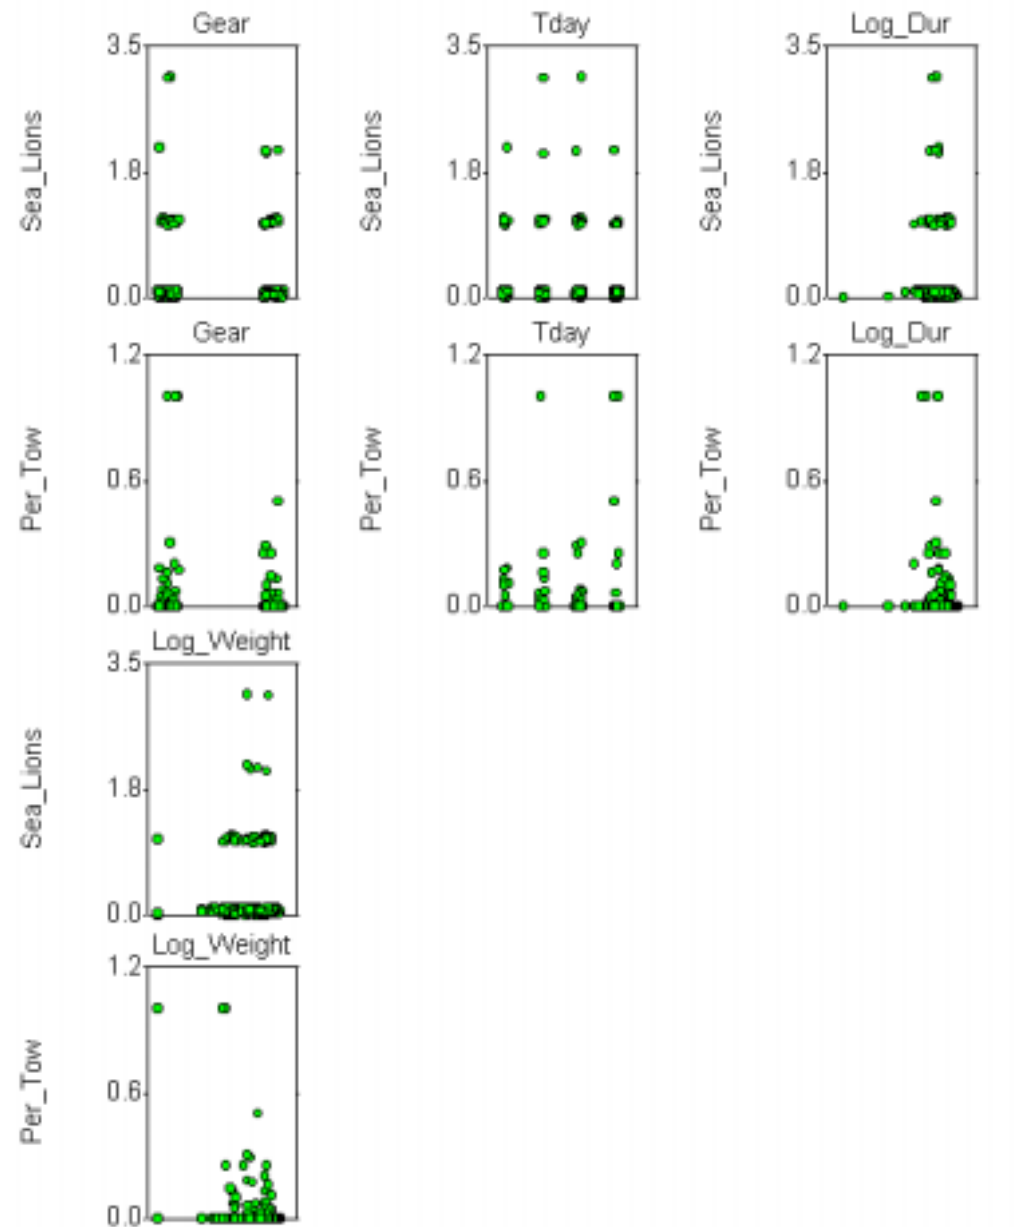 Gear Tday Log_Dur
3.5 3.5 3.5
Sea_Lions Sea_Lions Sea_Lions
1.8 1.8 1.8
0.0 0.0 0.0
Gear Tday Log_Dur
1.2 1.2 1.2
Per_Tow Per_Tow Per_Tow
0.6 0.6 0.6
0.0 0.0 0.0
Log_Weight
3.5
Sea_Lions
1.8
0.0
Log_Weight
1.2
Per_Tow
0.6
0.0